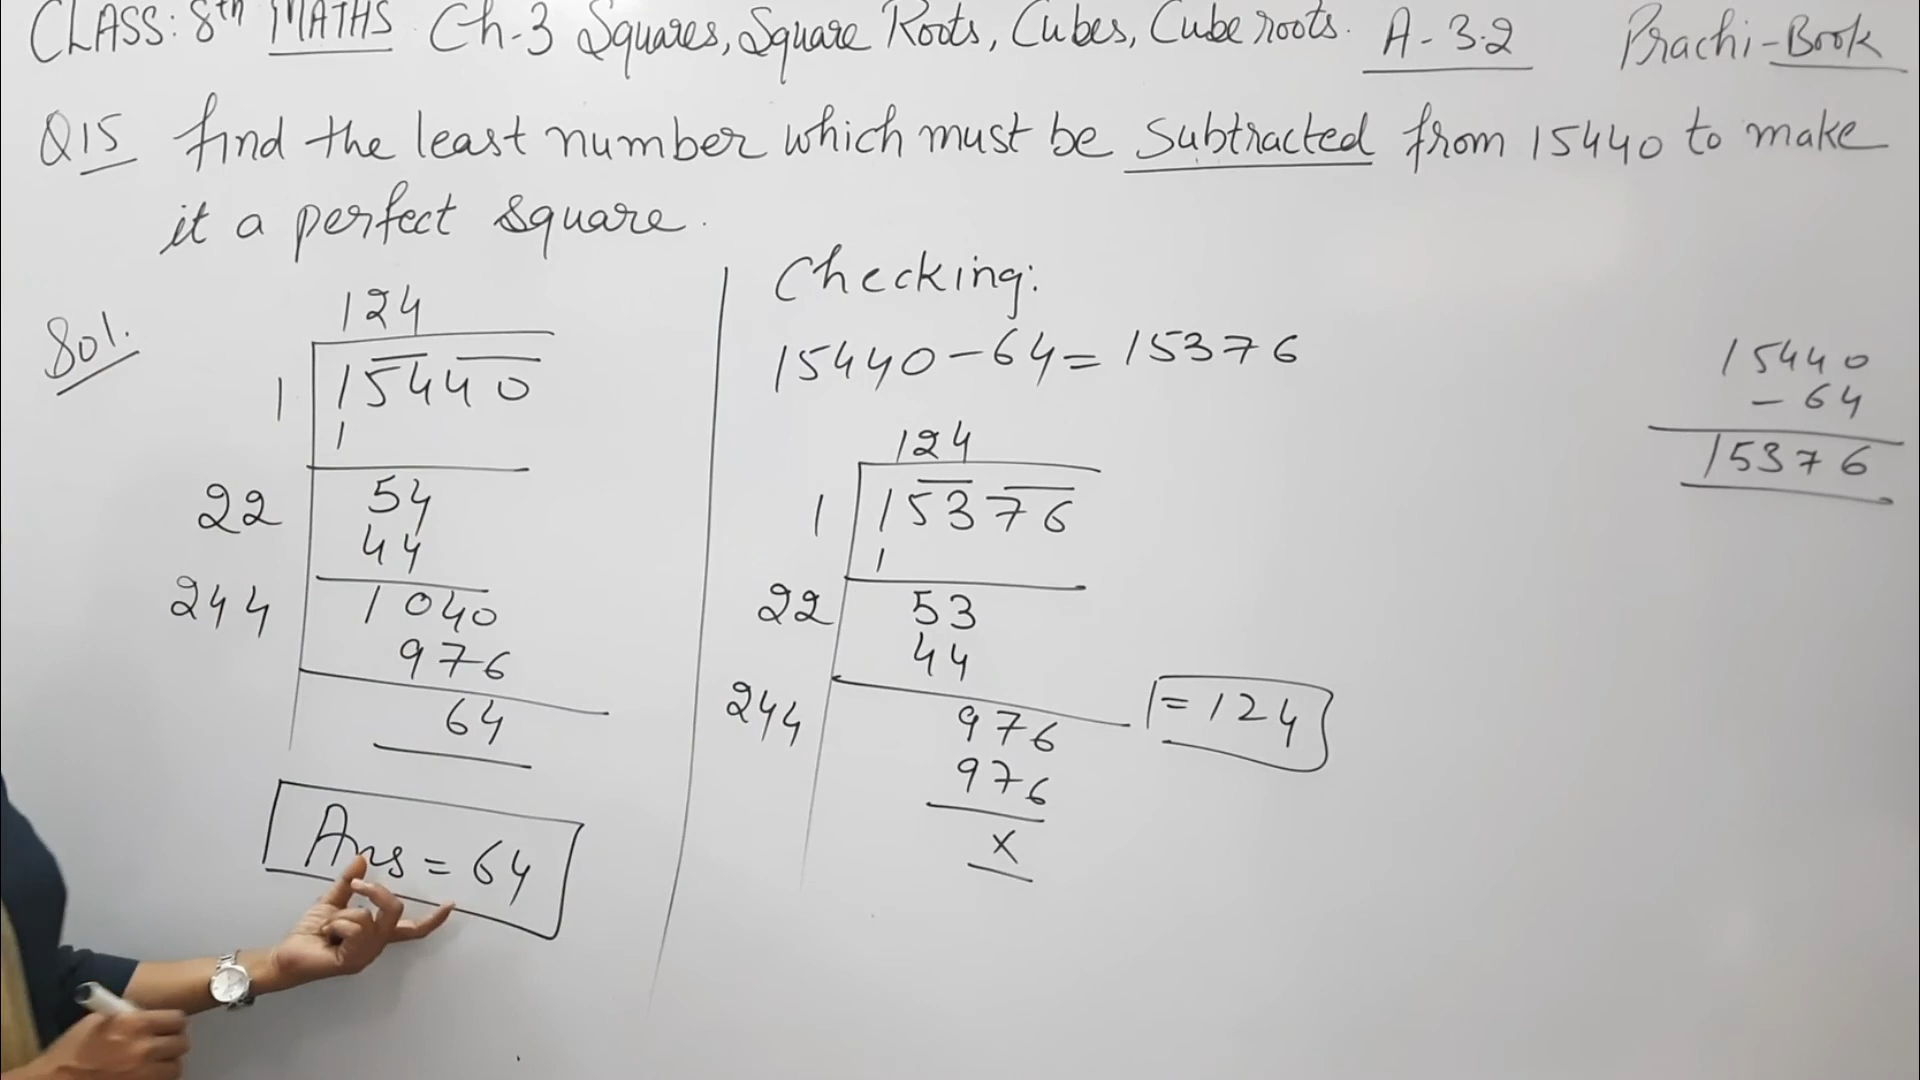 CLASS: 8th MATHS Ch-3 Squares, Square Roots, Cubes, Cube roots. A-3.2 Prachi-Book
Q15 find the least number which must be subtracted from 15440 to make
it a perfect square.
Sol.
124
1 15440
1
22 54
44
244 1040
976
64
Ans = 64
Checking:
15440-64=15376
124
1 15376
1
22 53
44
244 976
976
x
= 124
15440
- 64
15376